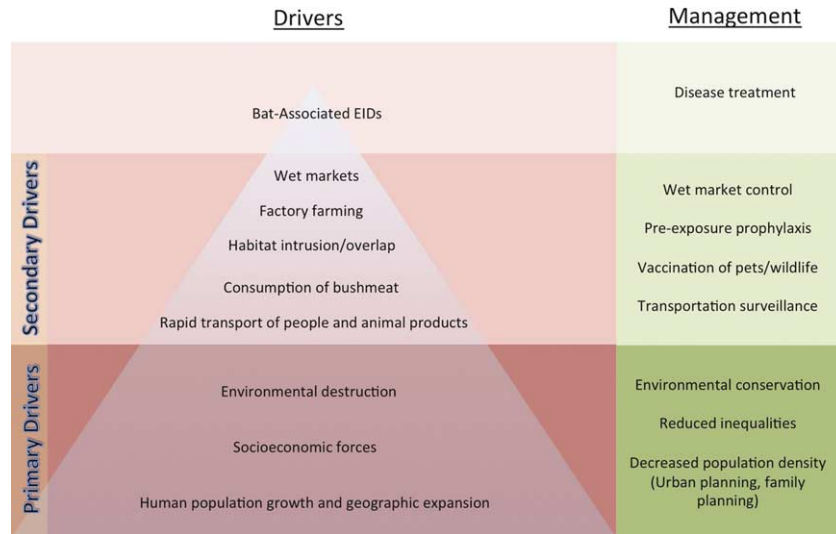 Drivers
Management
Bat-Associated EIDs
Disease treatment
Secondary Drivers
Wet markets
Factory farming
Habitat intrusion/overlap
Consumption of bushmeat
Rapid transport of people and animal products
Wet market control
Pre-exposure prophylaxis
Vaccination of pets/wildlife
Transportation surveillance
Primary Drivers
Environmental destruction
Socioeconomic forces
Human population growth and geographic expansion
Environmental conservation
Reduced inequalities
Decreased population density
(Urban planning, family
planning)